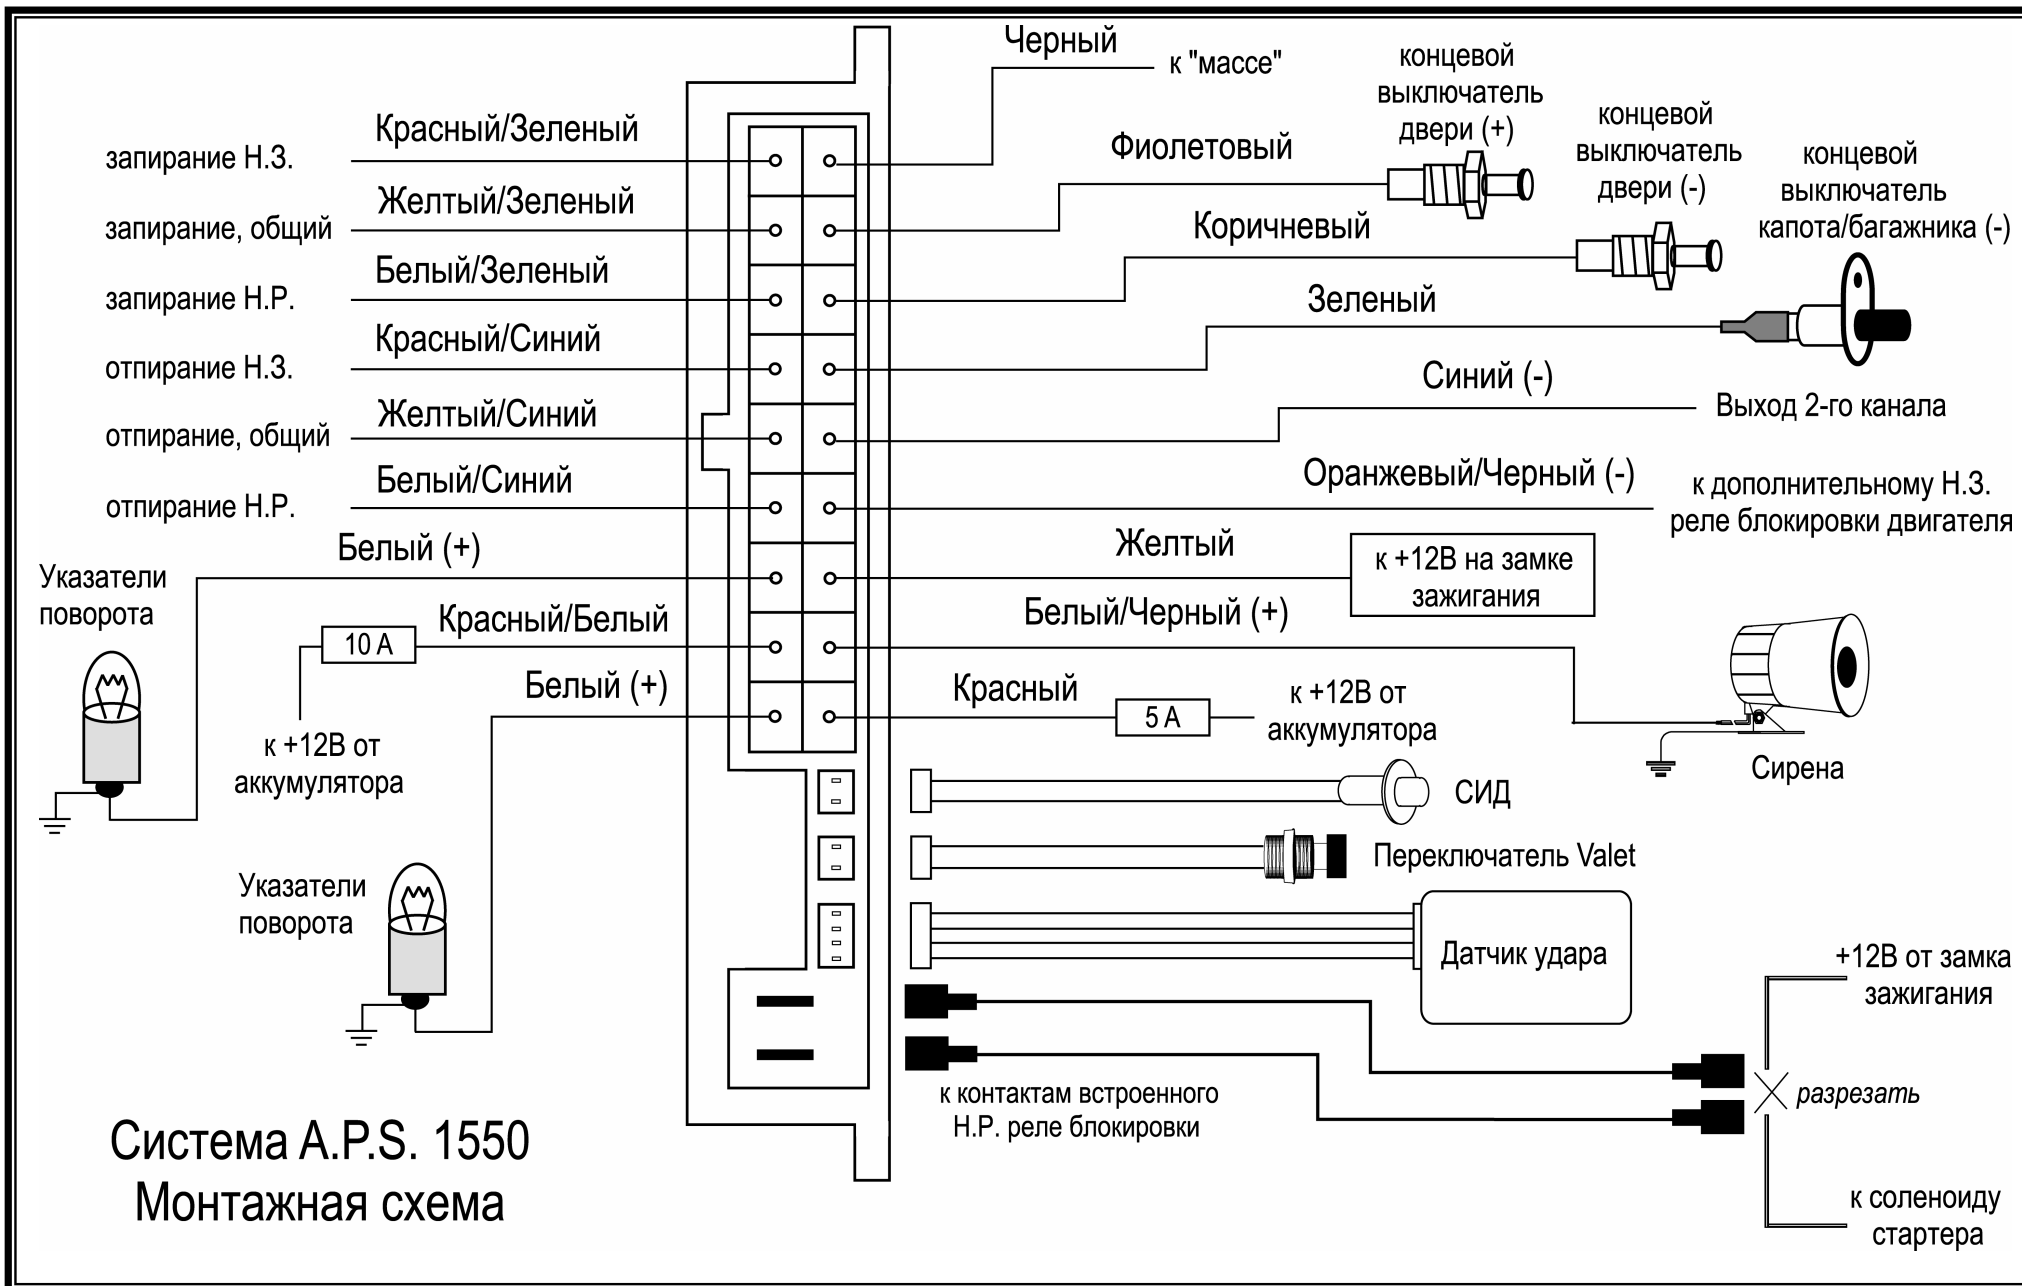 Черный
к "массе"
концевой
выключатель
двери (+)
концевой
выключатель
двери (-)
концевой
выключатель
капота/багажника (-)
Красный/Зеленый
запирание Н.З.
Фиолетовый
Желтый/Зеленый
запирание, общий
Коричневый
Белый/Зеленый
запирание Н.Р.
Зеленый
Красный/Синий
отпирание Н.З.
Синий (-)
Выход 2-го канала
Желтый/Синий
отпирание, общий
Оранжевый/Черный (-)
к дополнительному Н.З.
реле блокировки двигателя
Белый/Синий
отпирание Н.Р.
Белый (+)
Указатели
поворота
Желтый
к +12В на замке
зажигания
Красный/Белый
10 А
к +12В от
аккумулятора
Белый/Черный (+)
Сирена
Белый (+)
Указатели
поворота
Красный
5 А
к +12В от
аккумулятора
СИД
Переключатель Valet
Датчик удара
+12В от замка
зажигания
разрезать
к соленоиду
стартера
к контактам встроенного
Н.Р. реле блокировки
Система A.P.S. 1550
Монтажная схема